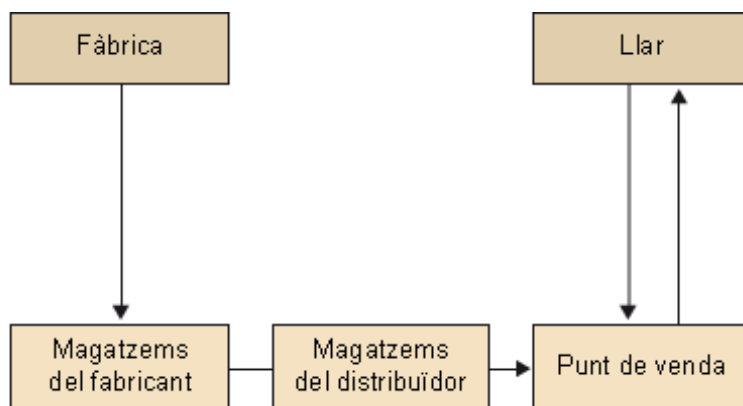 Fàbrica
Llar
Magatzems
del fabricant
Magatzems
del distribuïdor
Punt de venda